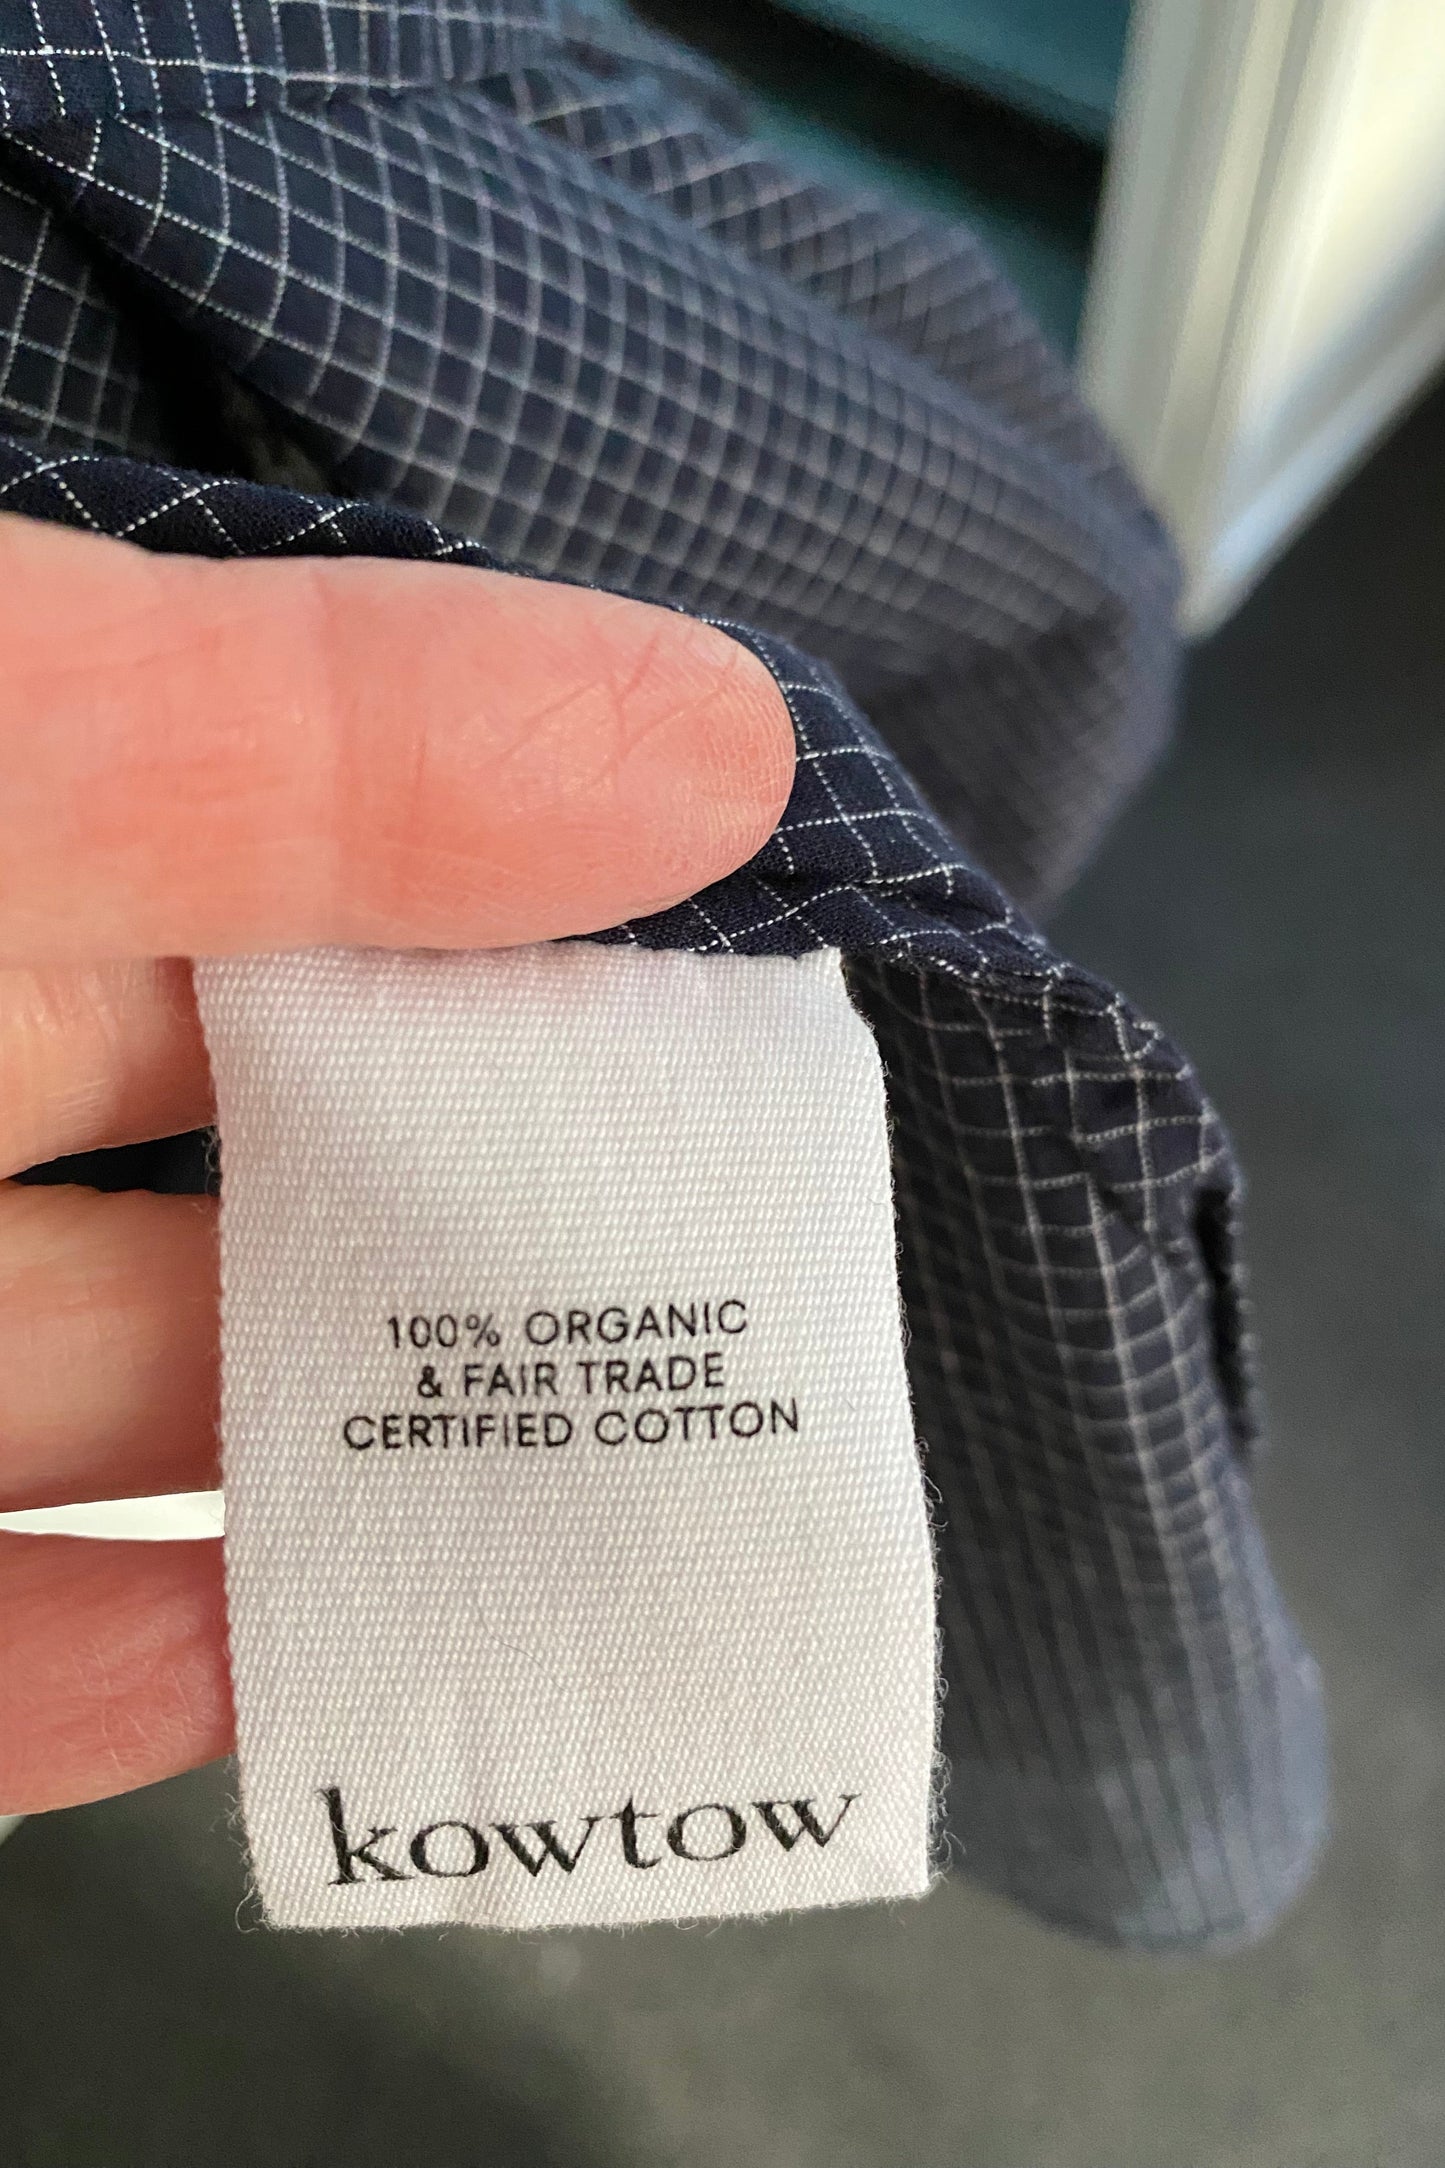 100% ORGANIC
& FAIR TRADE
CERTIFIED COTTON
kowtow